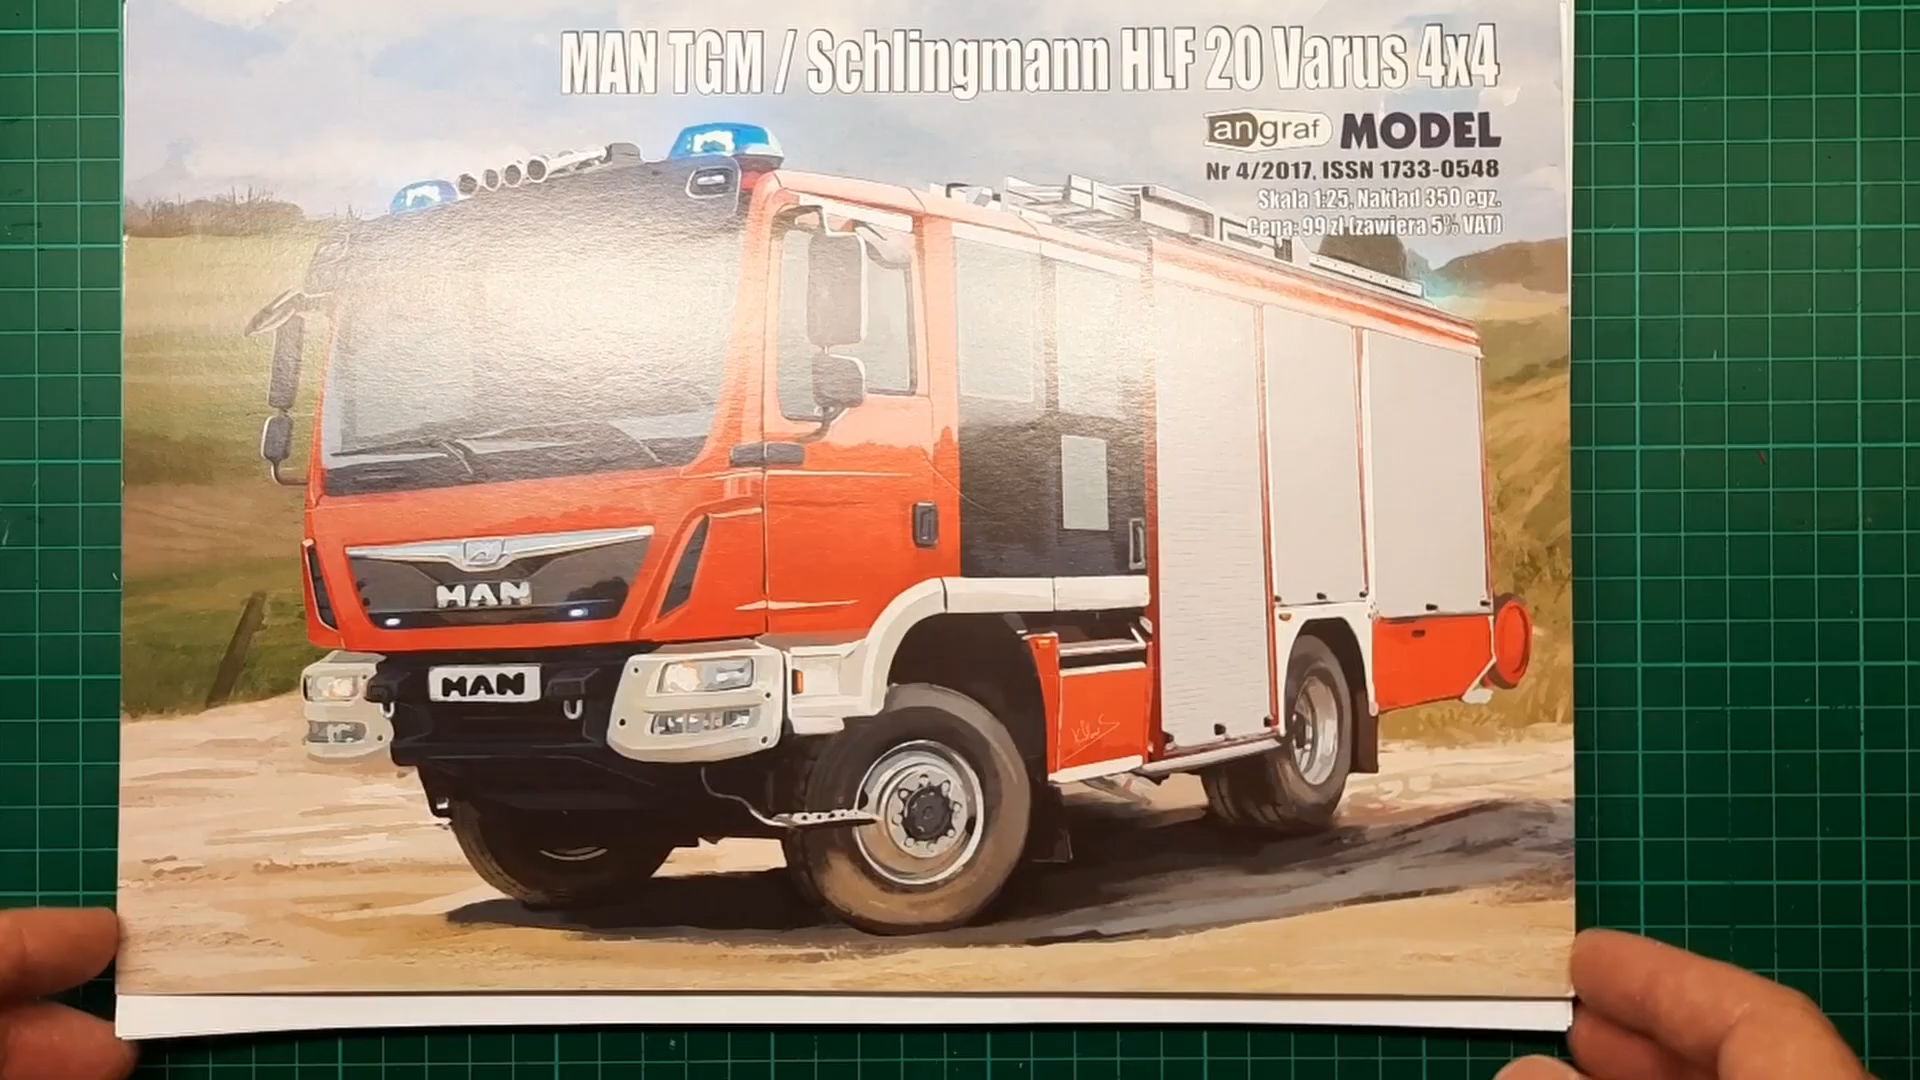 MAN TGM / Schlingmann HLF 20 Varus 4x4
angraf MODEL
Nr 4/2017, ISSN 1733-0548
Skala 1:25, Nakład 350 egz.
Cena: 99 zł (zawiera 5% VAT)
MAN
MAN